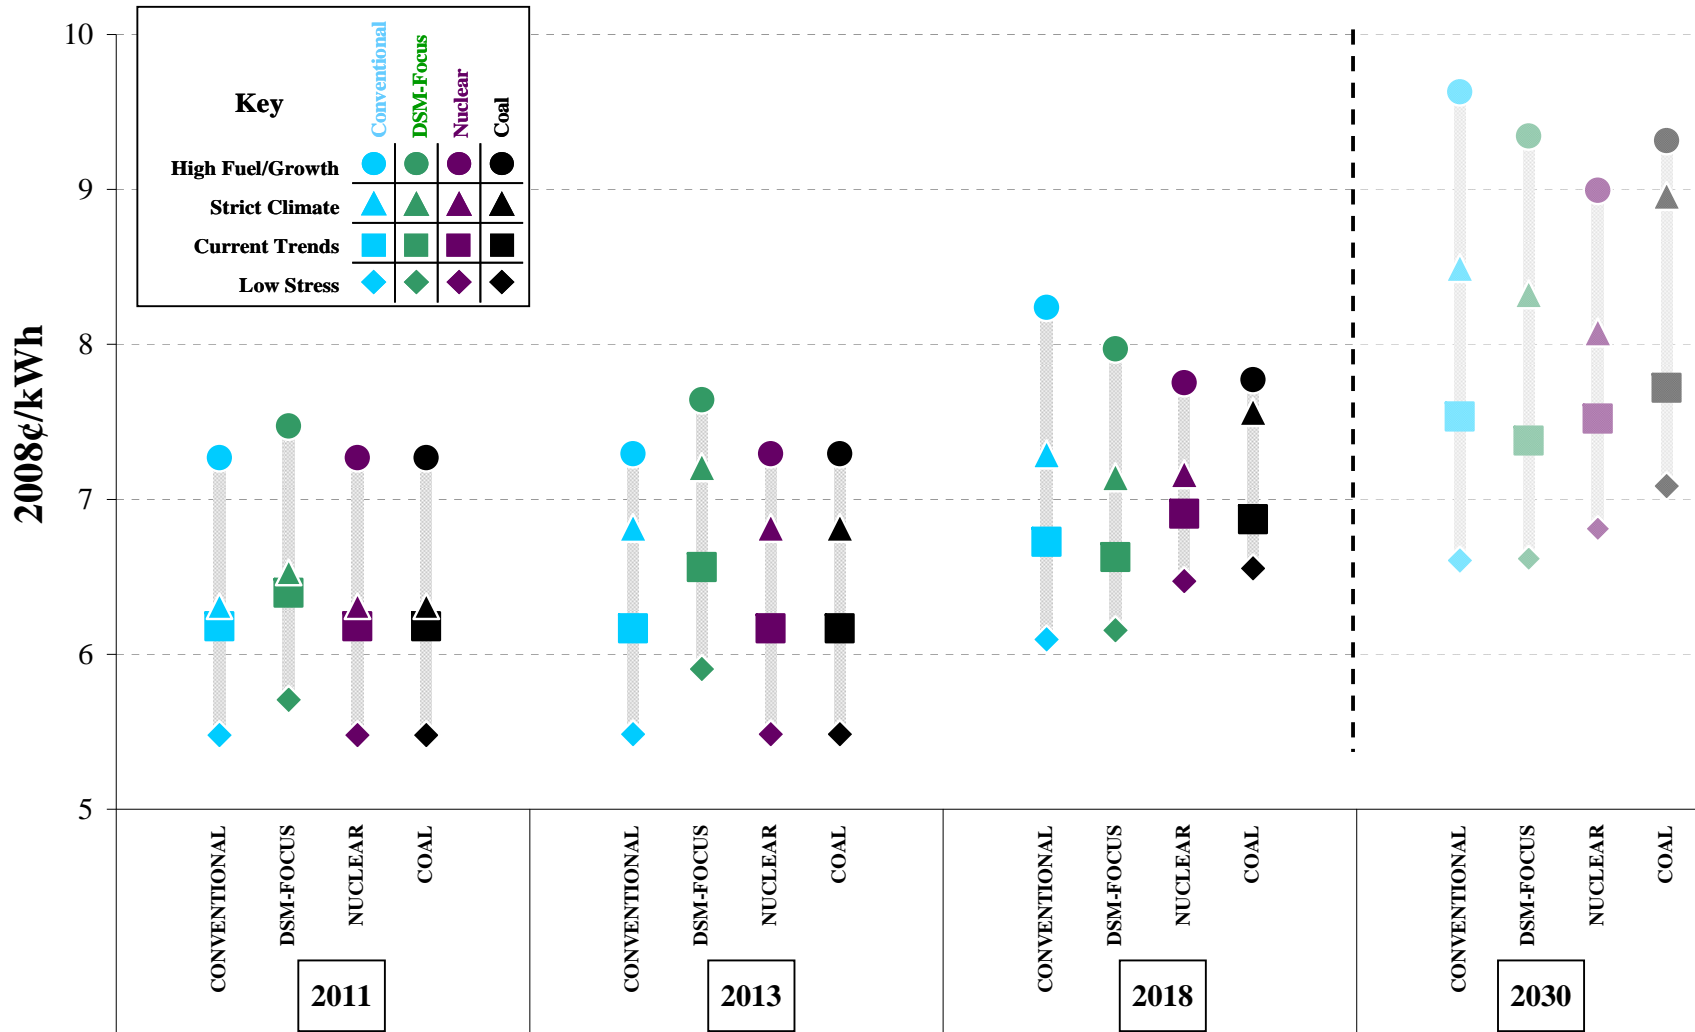 Key
Conventional
DSM-Focus
Nuclear
Coal
High Fuel/Growth
Strict Climate
Current Trends
Low Stress
2008¢/kWh
10
9
8
7
6
5
CONVENTIONAL
DSM-FOCUS
NUCLEAR
COAL
CONVENTIONAL
DSM-FOCUS
NUCLEAR
COAL
CONVENTIONAL
DSM-FOCUS
NUCLEAR
COAL
CONVENTIONAL
DSM-FOCUS
NUCLEAR
COAL
2011
2013
2018
2030